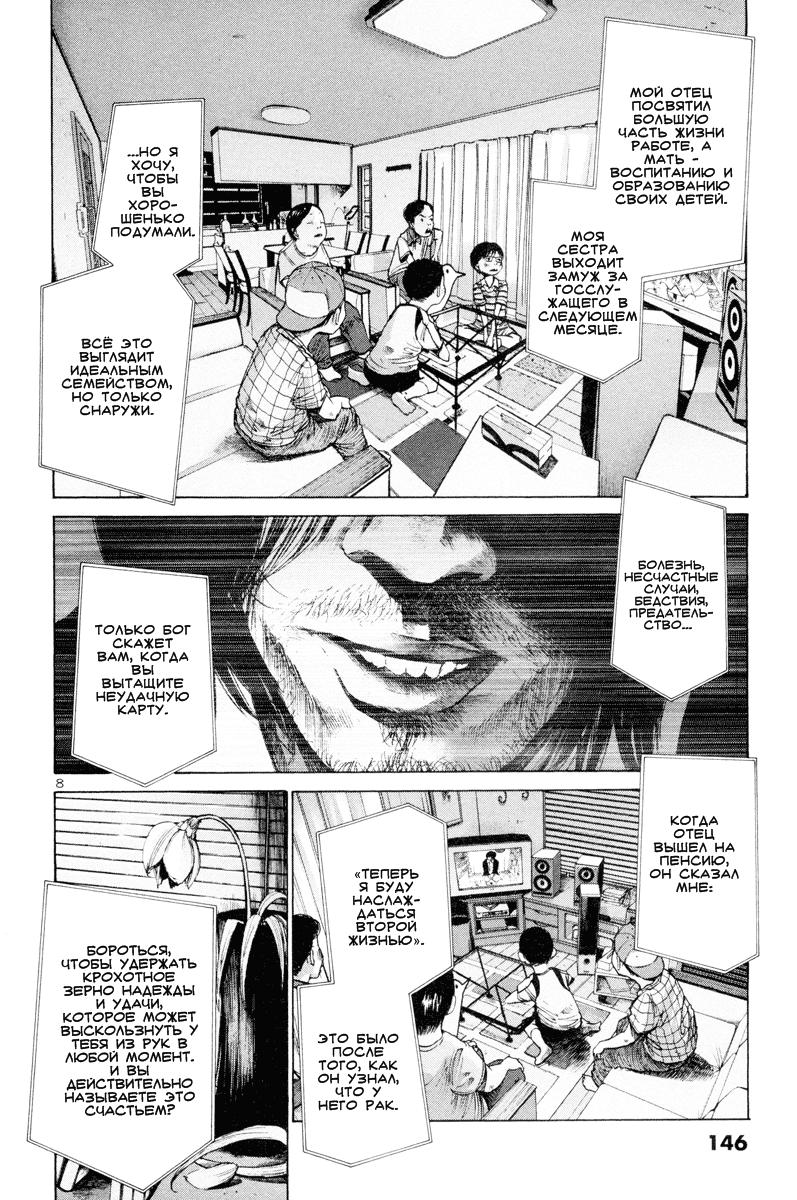 МОЙ ОТЕЦ
ПОСВЯТИЛ
БОЛЬШУЮ
ЧАСТЬ ЖИЗНИ
РАБОТЕ, А
МАТЬ -
ВОСПИТАНИЮ И
ОБРАЗОВАНИЮ
СВОИХ ДЕТЕЙ.
МОЯ
СЕСТРА
ВЫХОДИТ
ЗАМУЖ ЗА
ГОССЛУ-
ЖАЩЕГО В
СЛЕДУЮЩЕМ
МЕСЯЦЕ.
...НО Я
ХОЧУ,
ЧТОБЫ
ВЫ
ХОРО-
ШЕНЬКО
ПОДУМАЛИ.
ВСЁ ЭТО
ВЫГЛЯДИТ
ИДЕАЛЬНЫМ
СЕМЕЙСТВОМ,
НО ТОЛЬКО
СНАРУЖИ.
БОЛЕЗНЬ,
НЕСЧАСТНЫЕ
СЛУЧАИ,
БЕДСТВИЯ,
ПРЕДАТЕЛЬ-
СТВО...
ТОЛЬКО БОГ
СКАЖЕТ
ВАМ, КОГДА
ВЫ
ВЫТАЩИТЕ
НЕУДАЧНУЮ
КАРТУ.
8
КОГДА
ОТЕЦ
ВЫШЕЛ НА
ПЕНСИЮ,
ОН СКАЗАЛ
МНЕ:
«ТЕПЕРЬ
Я БУДУ
НАСЛАЖ-
ДАТЬСЯ
ВТОРОЙ
ЖИЗНЬЮ».
ЭТО БЫЛО
ПОСЛЕ
ТОГО, КАК
ОН УЗНАЛ,
ЧТО У
НЕГО РАК.
БОРОТЬСЯ,
ЧТОБЫ УДЕРЖАТЬ
КРОХОТНОЕ
ЗЕРНО НАДЕЖДЫ
И УДАЧИ,
КОТОРОЕ МОЖЕТ
ВЫСКОЛЬЗНУТЬ У
ТЕБЯ ИЗ РУК В
ЛЮБОЙ МОМЕНТ.
И ВЫ
ДЕЙСТВИТЕЛЬНО
НАЗЫВАЕТЕ ЭТО
СЧАСТЬЕМ?
146